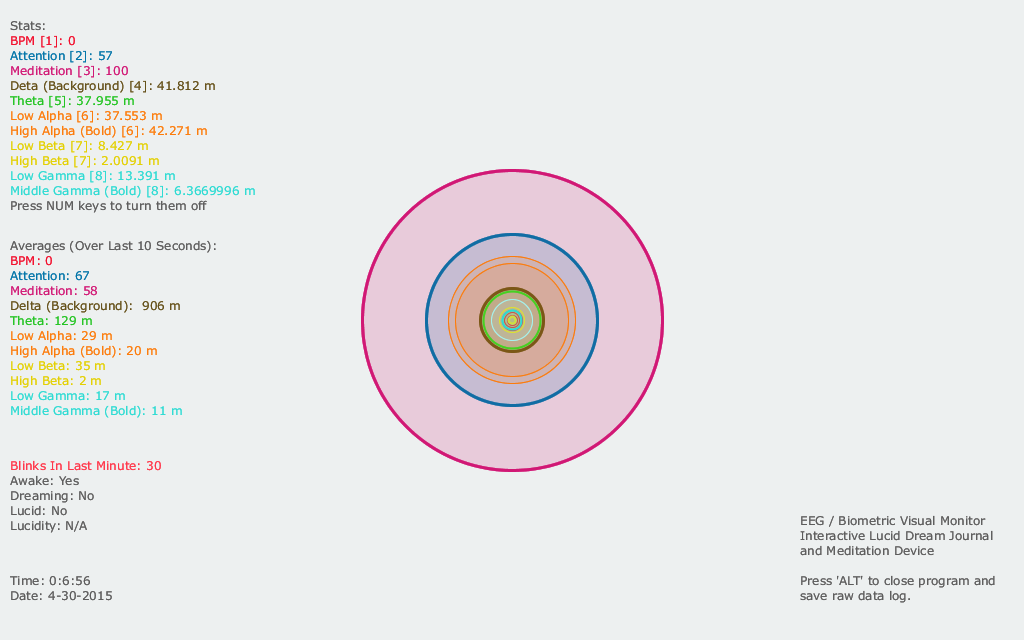 Stats:
BPM [1]: 0
Attention [2]: 57
Meditation [3]: 100
Deta (Background) [4]: 41.812 m
Theta [5]: 37.955 m
Low Alpha [6]: 37.553 m
High Alpha (Bold) [6]: 42.271 m
Low Beta [7]: 8.427 m
High Beta [7]: 2.0091 m
Low Gamma [8]: 13.391 m
Middle Gamma (Bold) [8]: 6.3669996 m
Press NUM keys to turn them off
Averages (Over Last 10 Seconds):
BPM: 0
Attention: 67
Meditation: 58
Delta (Background):  906 m
Theta: 129 m
Low Alpha: 29 m
High Alpha (Bold): 20 m
Low Beta: 35 m
High Beta: 2 m
Low Gamma: 17 m
Middle Gamma (Bold): 11 m
Blinks In Last Minute: 30
Awake: Yes
Dreaming: No
Lucid: No
Lucidity: N/A
Time: 0:6:56
Date: 4-30-2015
EEG / Biometric Visual Monitor
Interactive Lucid Dream Journal
and Meditation Device
Press 'ALT' to close program and
save raw data log.